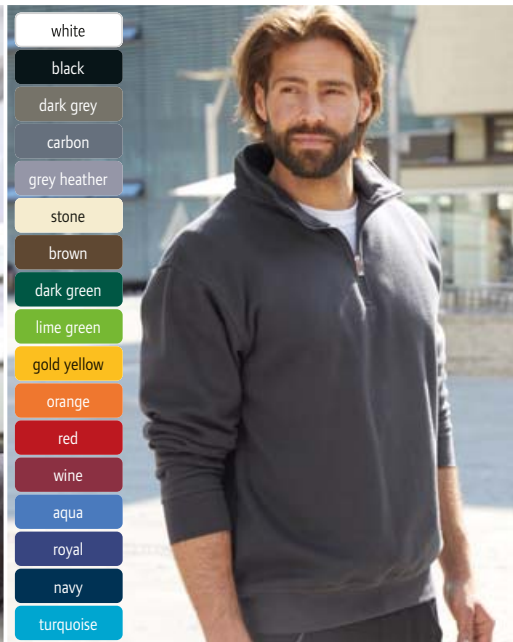 white
black
dark grey
carbon
grey heather
stone
brown
dark green
lime green
gold yellow
orange
red
wine
aqua
royal
navy
turquoise